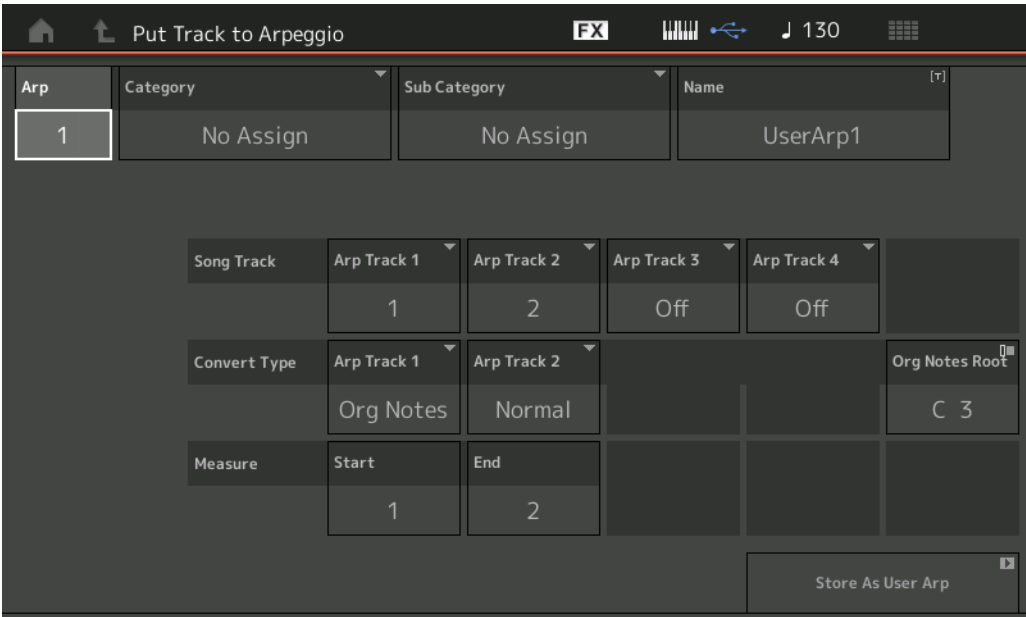 Put Track to Arpeggio FX ♩ 130
Arp Category Sub Category Name [T]
1 No Assign No Assign UserArp1
Song Track Arp Track 1 Arp Track 2 Arp Track 3 Arp Track 4
1 2 Off Off
Convert Type Arp Track 1 Arp Track 2 Org Notes Root
Org Notes Normal C 3
Measure Start End
1 2
Store As User Arp